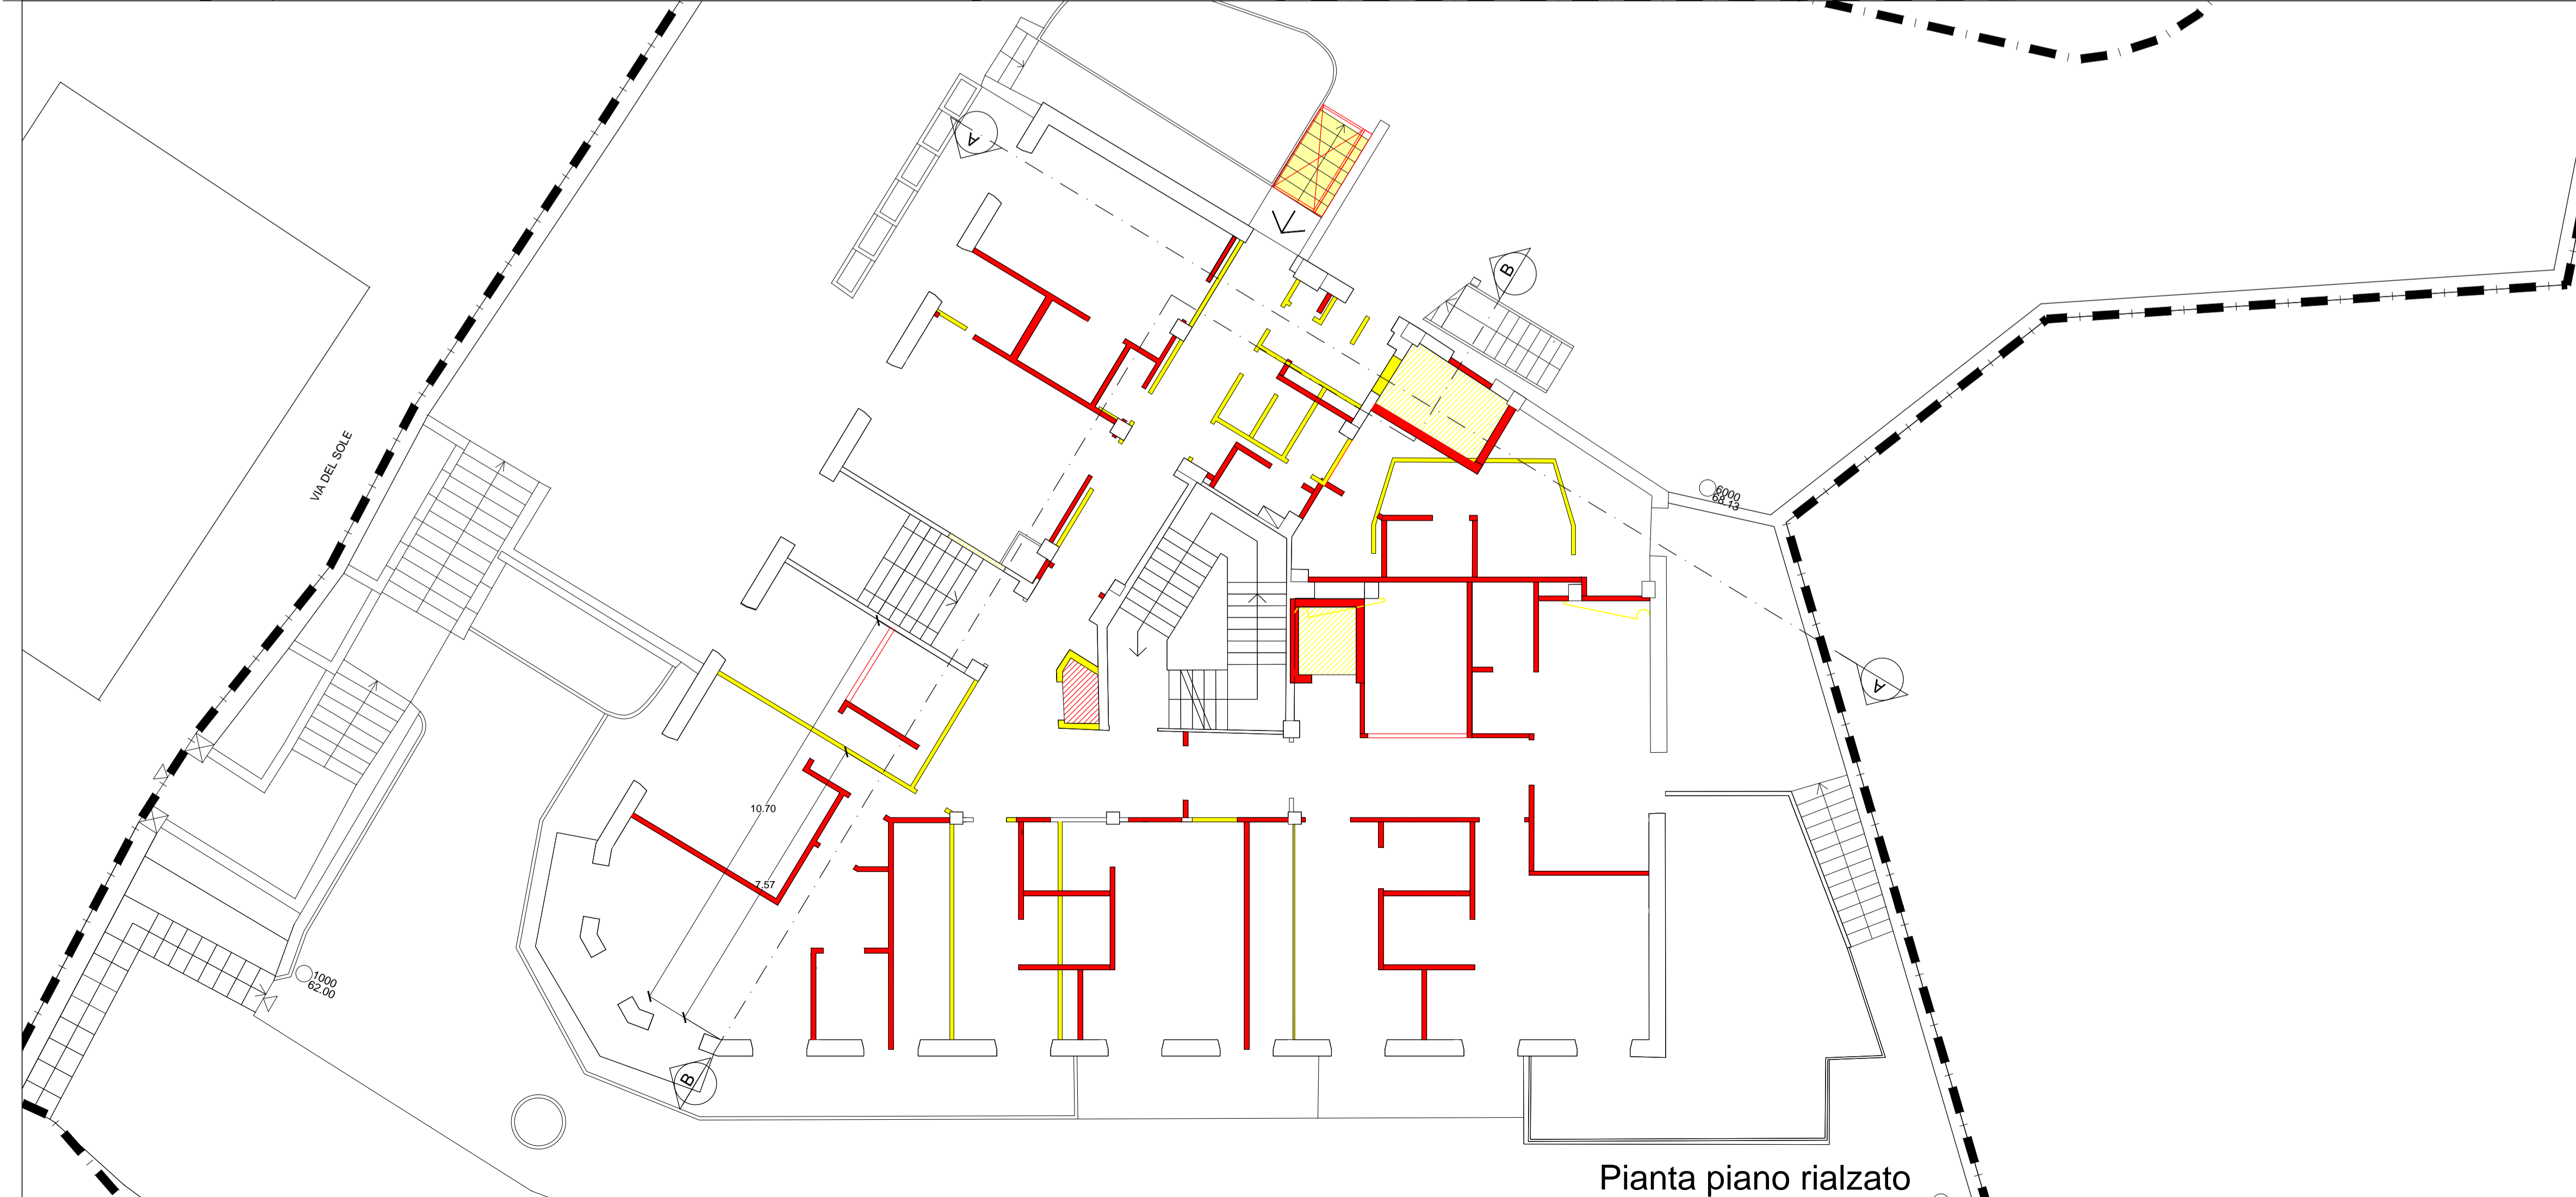 A
B
VIA DEL SOLE
6000
68.13
A
10.70
7.57
1000
62.00
B
Pianta piano rialzato